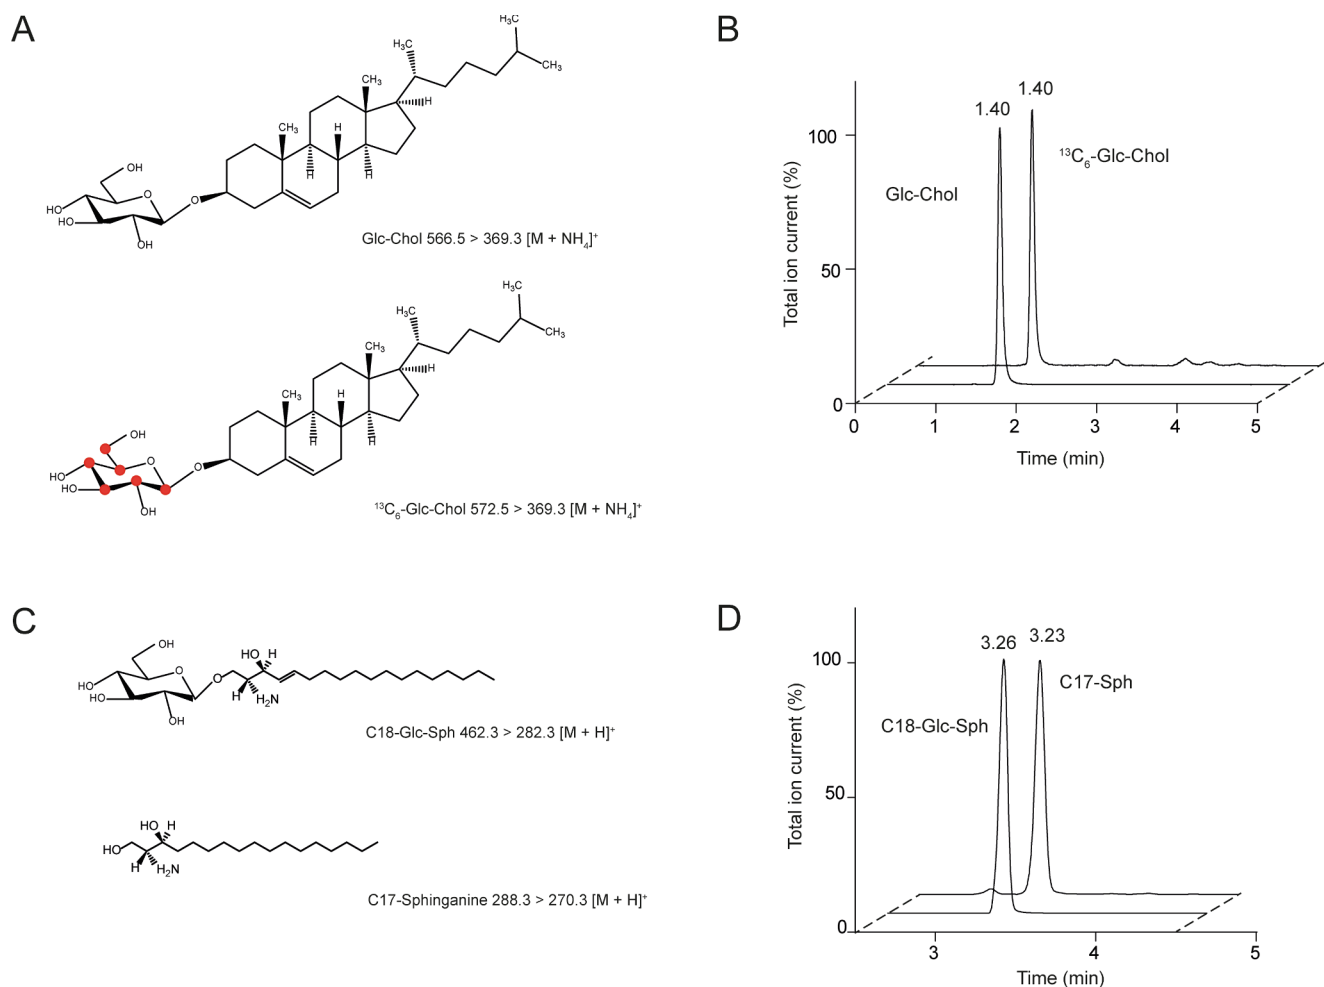 A
H₃C
H₃C
CH₃
CH₃
H
CH₃
H
H
H
OH
O
O
HO
HO
OH
Glc-Chol 566.5 > 369.3 [M + NH₄]⁺
H₃C
H₃C
CH₃
CH₃
H
CH₃
H
H
H
OH
O
O
HO
HO
OH
¹³C₆-Glc-Chol 572.5 > 369.3 [M + NH₄]⁺
B
1.40
1.40
100
¹³C₆-Glc-Chol
Glc-Chol
Total ion current (%)
50
0
0 1 2 3 4 5
Time (min)
C
OH
HO H
O
O
HO
HO
H H₂N
OH
C18-Glc-Sph 462.3 > 282.3 [M + H]⁺
HO H
HO
H H₂N
C17-Sphinganine 288.3 > 270.3 [M + H]⁺
D
3.26 3.23
100
C17-Sph
C18-Glc-Sph
Total ion current (%)
50
0
3 4 5
Time (min)